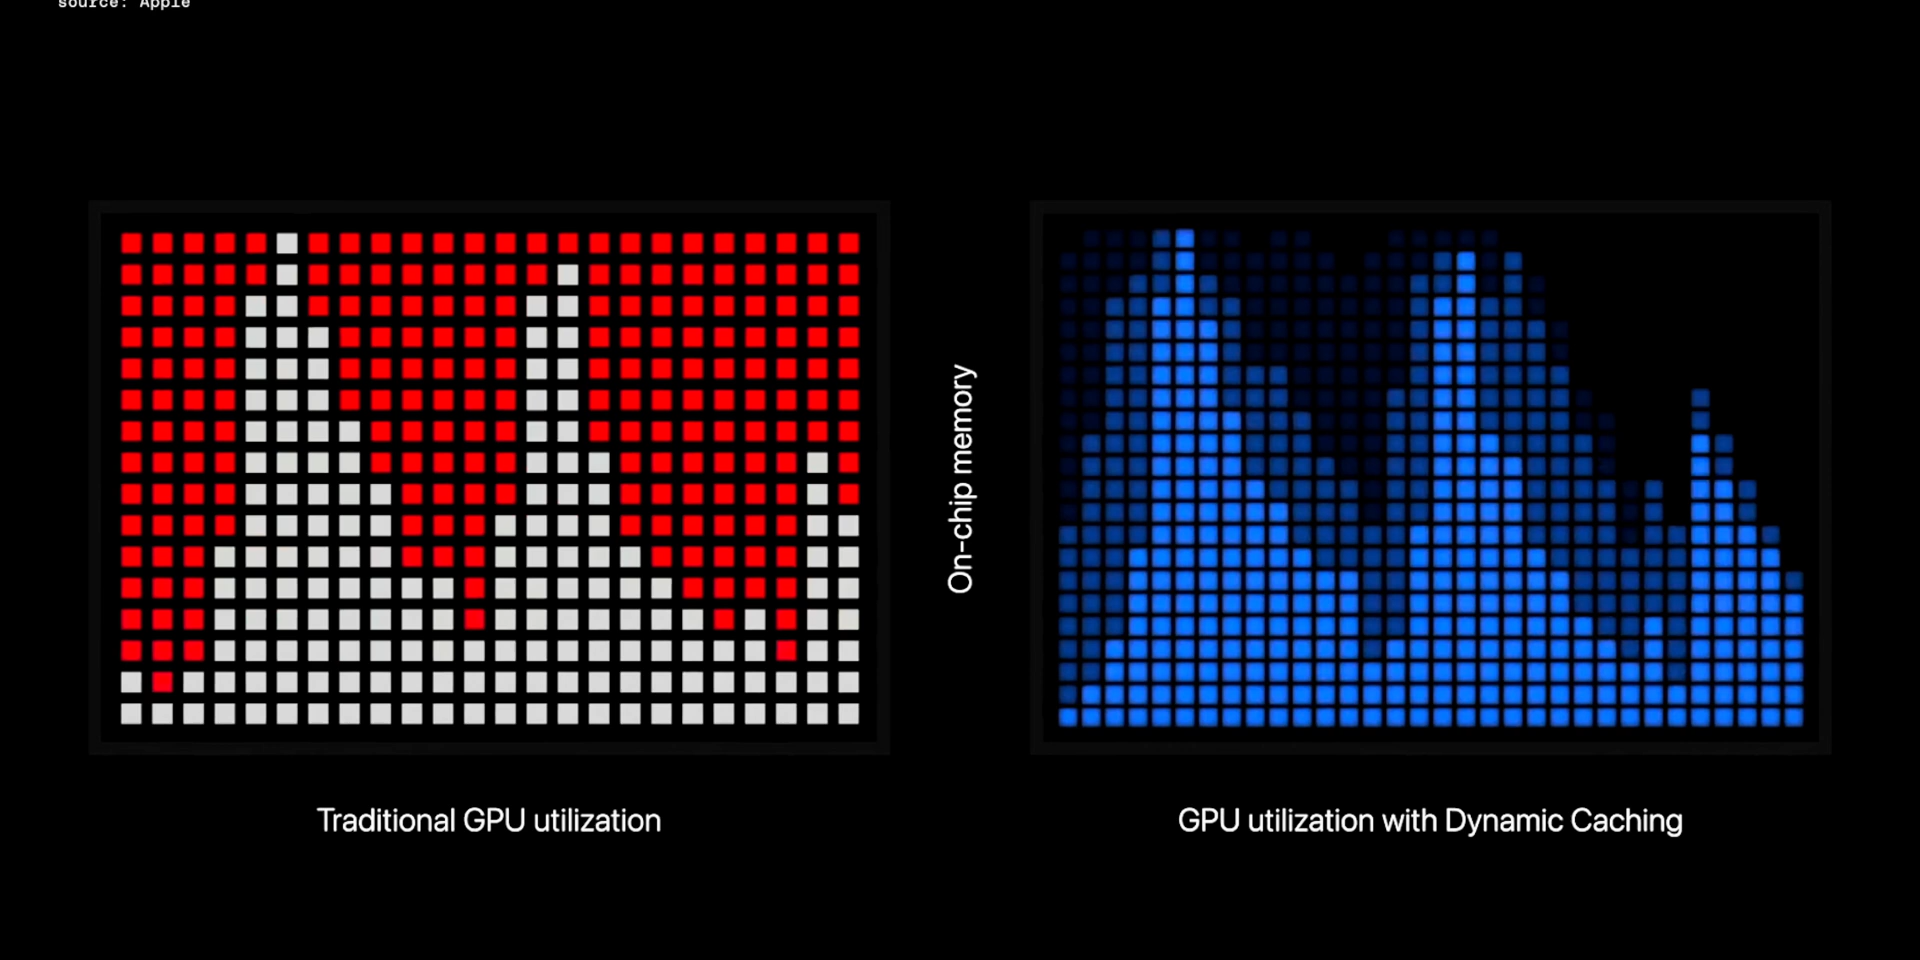 source: Apple
On-chip memory
Traditional GPU utilization
GPU utilization with Dynamic Caching